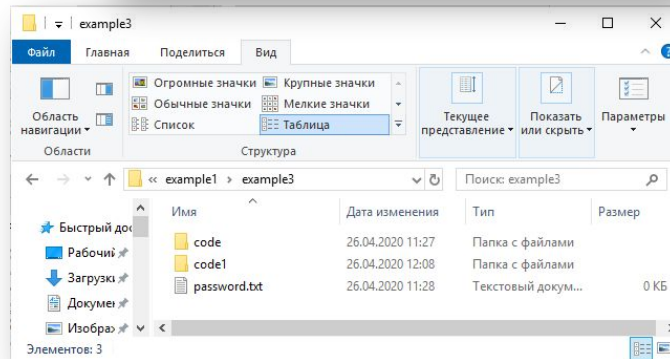 example3
Файл Главная Поделиться Вид
Огромные значки Крупные значки
Обычные значки Мелкие значки
Список Таблица
Область навигации
Текущее представление
Показать или скрыть
Параметры
Области Структура
« example1 › example3 Поиск: example3
Имя Дата изменения Тип Размер
Быстрый дос
Рабочий
Загрузки
Докумен
Изображ
code 26.04.2020 11:27 Папка с файлами
code1 26.04.2020 12:08 Папка с файлами
password.txt 26.04.2020 11:28 Текстовый докум... 0 КБ
Элементов: 3